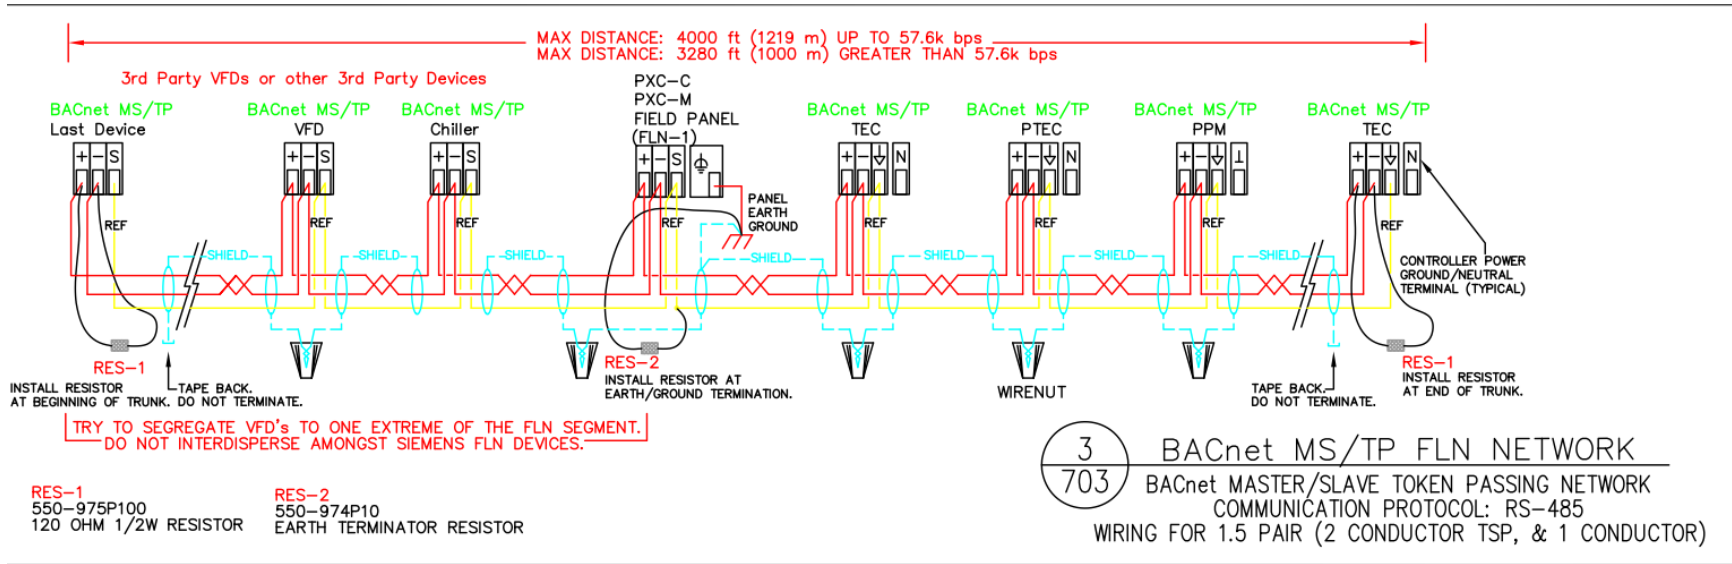 MAX DISTANCE: 4000 ft (1219 m) UP TO 57.6k bps
MAX DISTANCE: 3280 ft (1000 m) GREATER THAN 57.6k bps
3rd Party VFDs or other 3rd Party Devices
BACnet MS/TP
Last Device
+ - S
REF
BACnet MS/TP
VFD
+ - S
REF
BACnet MS/TP
Chiller
+ - S
REF
PXC-C
PXC-M
FIELD PANEL
(FLN-1)
+ - S
REF
PANEL
EARTH
GROUND
BACnet MS/TP
TEC
+ - N
REF
BACnet MS/TP
PTEC
+ - N
REF
BACnet MS/TP
PPM
+ - ⊥
REF
BACnet MS/TP
TEC
+ - N
REF
CONTROLLER POWER
GROUND/NEUTRAL
TERMINAL (TYPICAL)
SHIELD
SHIELD
SHIELD
SHIELD
SHIELD
SHIELD
SHIELD
RES-1
INSTALL RESISTOR
AT BEGINNING OF TRUNK.
TAPE BACK.
DO NOT TERMINATE.
RES-2
INSTALL RESISTOR AT
EARTH/GROUND TERMINATION.
WIRENUT
TAPE BACK.
DO NOT TERMINATE.
RES-1
INSTALL RESISTOR
AT END OF TRUNK.
TRY TO SEGREGATE VFD's TO ONE EXTREME OF THE FLN SEGMENT.
DO NOT INTERDISPERSE AMONGST SIEMENS FLN DEVICES.
RES-1
550-975P100
120 OHM 1/2W RESISTOR
RES-2
550-974P10
EARTH TERMINATOR RESISTOR
3
703
BACnet MS/TP FLN NETWORK
BACnet MASTER/SLAVE TOKEN PASSING NETWORK
COMMUNICATION PROTOCOL: RS-485
WIRING FOR 1.5 PAIR (2 CONDUCTOR TSP, & 1 CONDUCTOR)